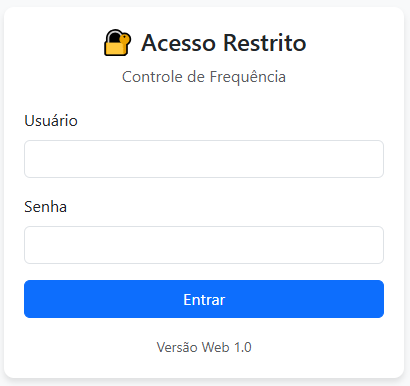 Acesso Restrito
Controle de Frequência
Usuário
Senha
Entrar
Versão Web 1.0